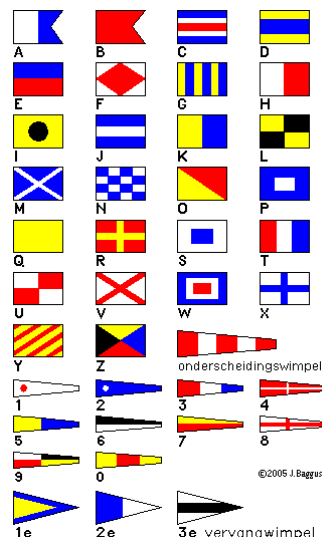 A B C D
E F G H
I J K L
M N O P
Q R S T
U V W X
Y Z onderscheidingswimpel
1 2 3 4
5 6 7 8
9 0 ©2005 J.Baggus
1e 2e 3e vervangwimpel